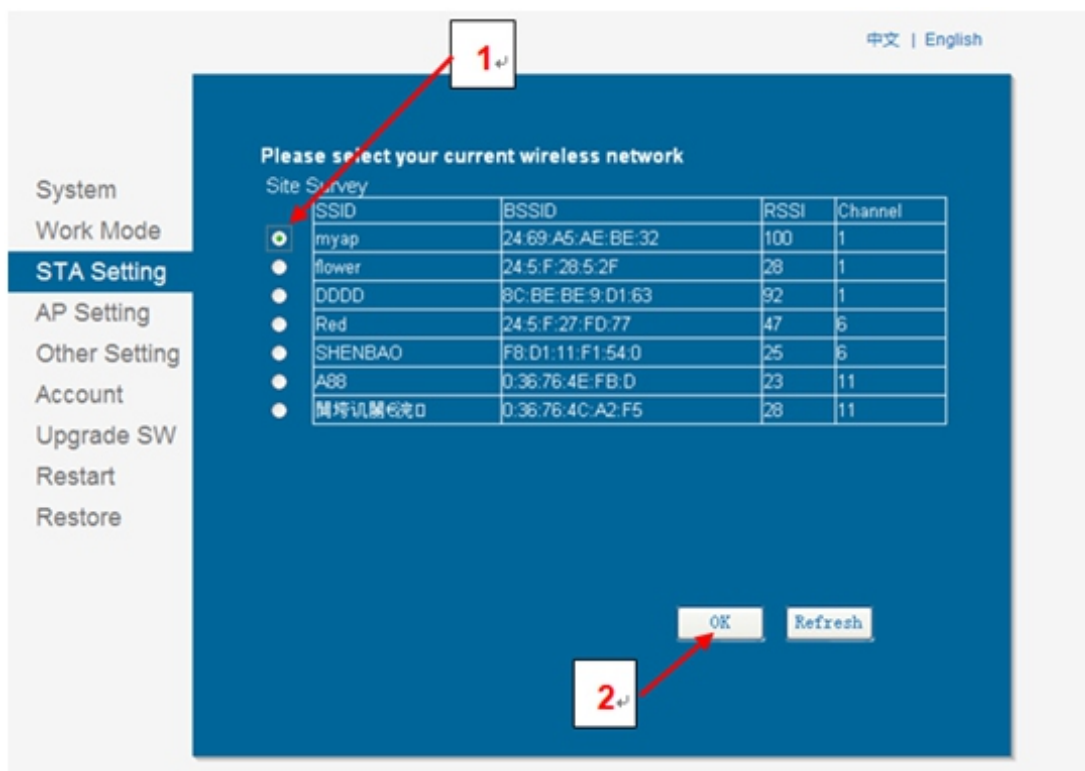 中文 | English
1
Please select your current wireless network
Site Survey
SSID BSSID RSSI Channel
myap 24:69:A5:AE:BE:32 100 1
flower 24:5:F:28:5:2F 28 1
DDDD 8C:BE:BE:9:D1:63 92 1
Red 24:5:F:27:FD:77 47 6
SHENBAO F8:D1:11:F1:54:0 25 6
A88 0:36:76:4E:FB:D 23 11
0:36:76:4C:A2:F5 28 11
System
Work Mode
STA Setting
AP Setting
Other Setting
Account
Upgrade SW
Restart
Restore
OK Refresh
2